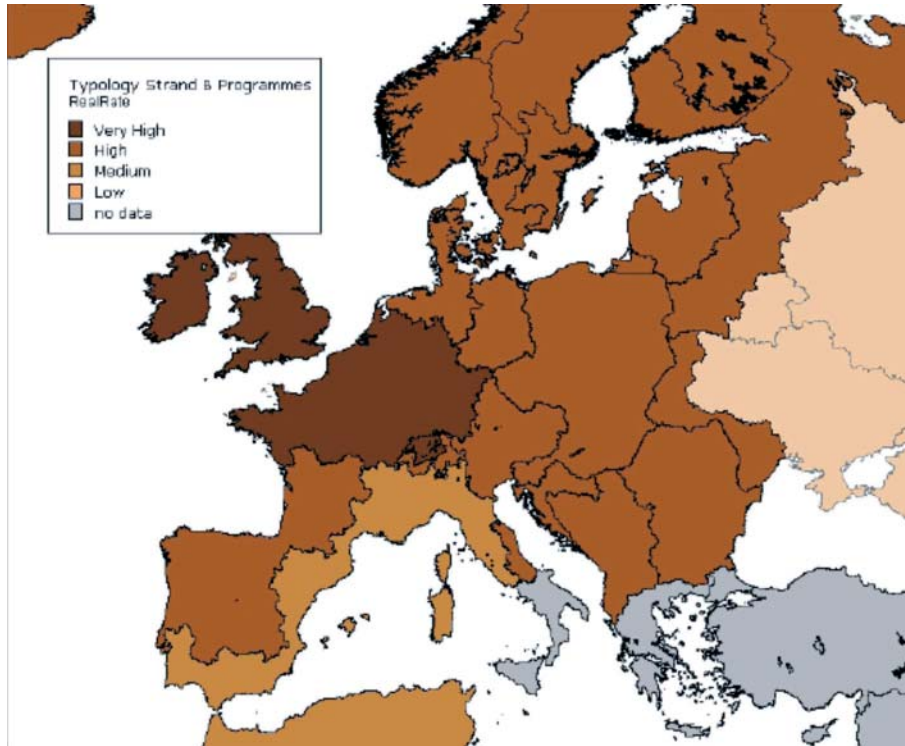 Typology Strand & Programmes
RealRate
Very High
High
Medium
Low
no data